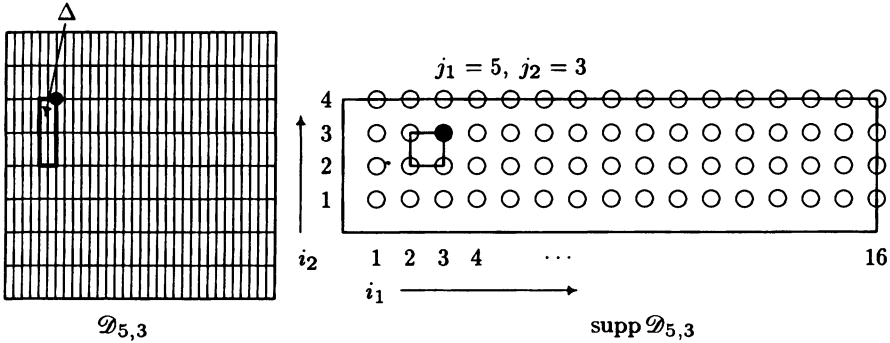 Δ
j₁ = 5, j₂ = 3
4
3
2
1
i₂
1 2 3 4 ··· 16
i₁
𝒟₅,₃
supp 𝒟₅,₃